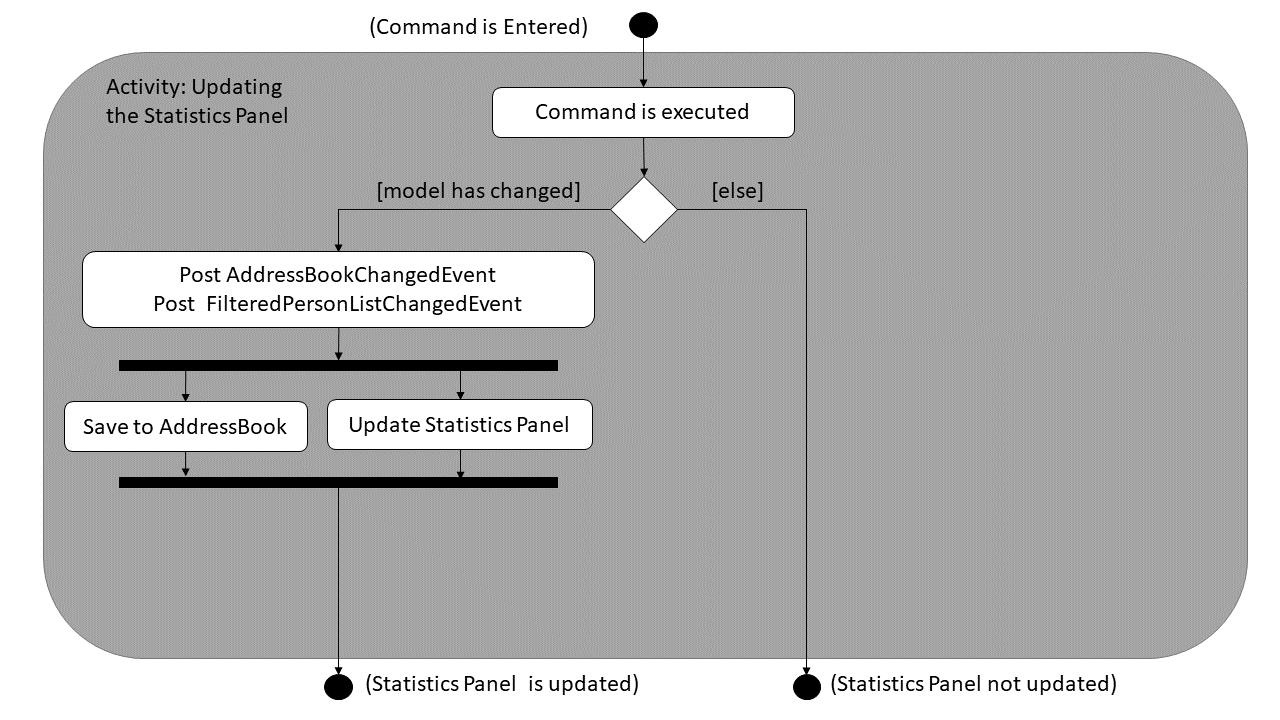 (Command is Entered)
Activity: Updating
the Statistics Panel
Command is executed
[model has changed]
[else]
Post AddressBookChangedEvent
Post  FilteredPersonListChangedEvent
Save to AddressBook
Update Statistics Panel
(Statistics Panel  is updated)
(Statistics Panel not updated)